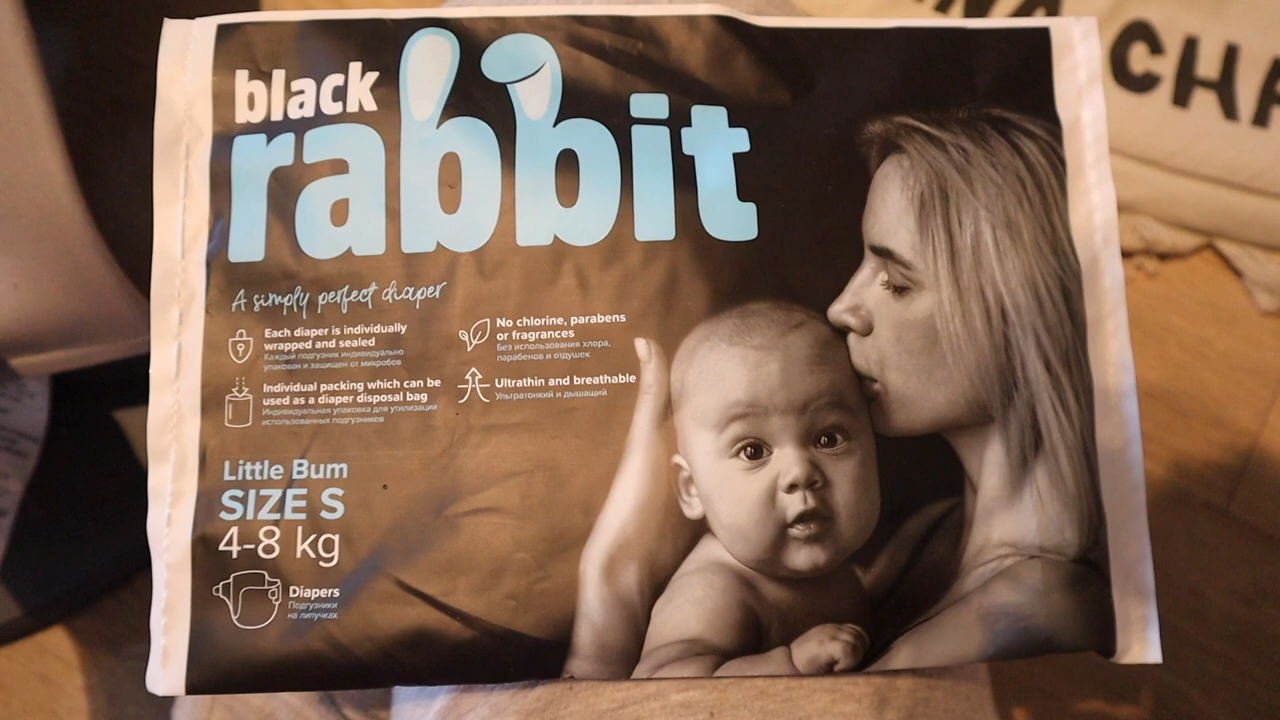 black
rabbit
A simply perfect diaper
Each diaper is individually
wrapped and sealed
Каждый подгузник индивидуально
упакован и защищен от микробов
Individual packing which can be
used as a diaper disposal bag
Индивидуальная упаковка для утилизации
использованных подгузников
No chlorine, parabens
or fragrances
Без использования хлора,
парабенов и отдушек
Ultrathin and breathable
Ультратонкий и дышащий
Little Bum
SIZE S
4-8 kg
Diapers
Подгузники
на липучках